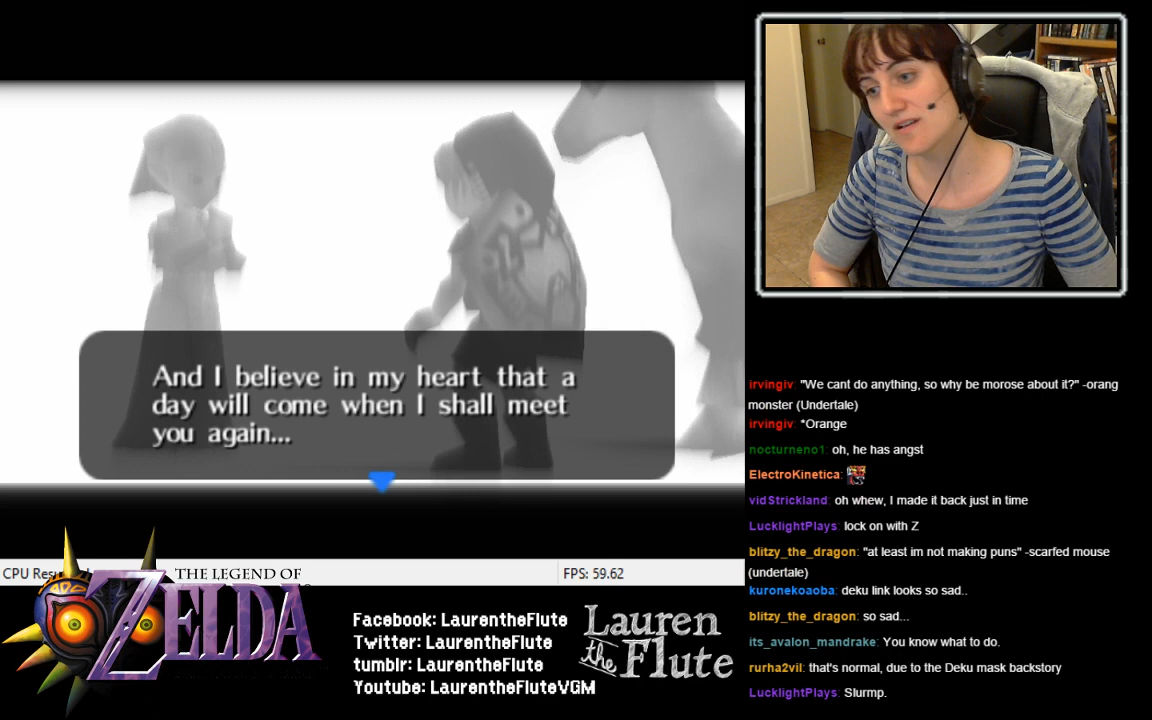 And I believe in my heart that a
day will come when I shall meet
you again...
irvingiv: "We cant do anything, so why be morose about it?" -orang
monster (Undertale)
irvingiv: *Orange
nocturneno1: oh, he has angst
ElectroKinetica:
vidStrickland: oh whew, I made it back just in time
LucklightPlays: lock on with Z
blitzy_the_dragon: "at least im not making puns" -scarfed mouse
(undertale)
kuronekoaoba: deku link looks so sad..
blitzy_the_dragon: so sad...
its_avalon_mandrake: You know what to do.
rurha2vil: that's normal, due to the Deku mask backstory
LucklightPlays: Slurmp.
CPU
FPS: 59.62
THE LEGEND OF
ZELDA
Facebook: LaurentheFlute
Twitter: LaurentheFlute
tumblr: LaurentheFlute
Youtube: LaurentheFluteVGM
Lauren
the Flute